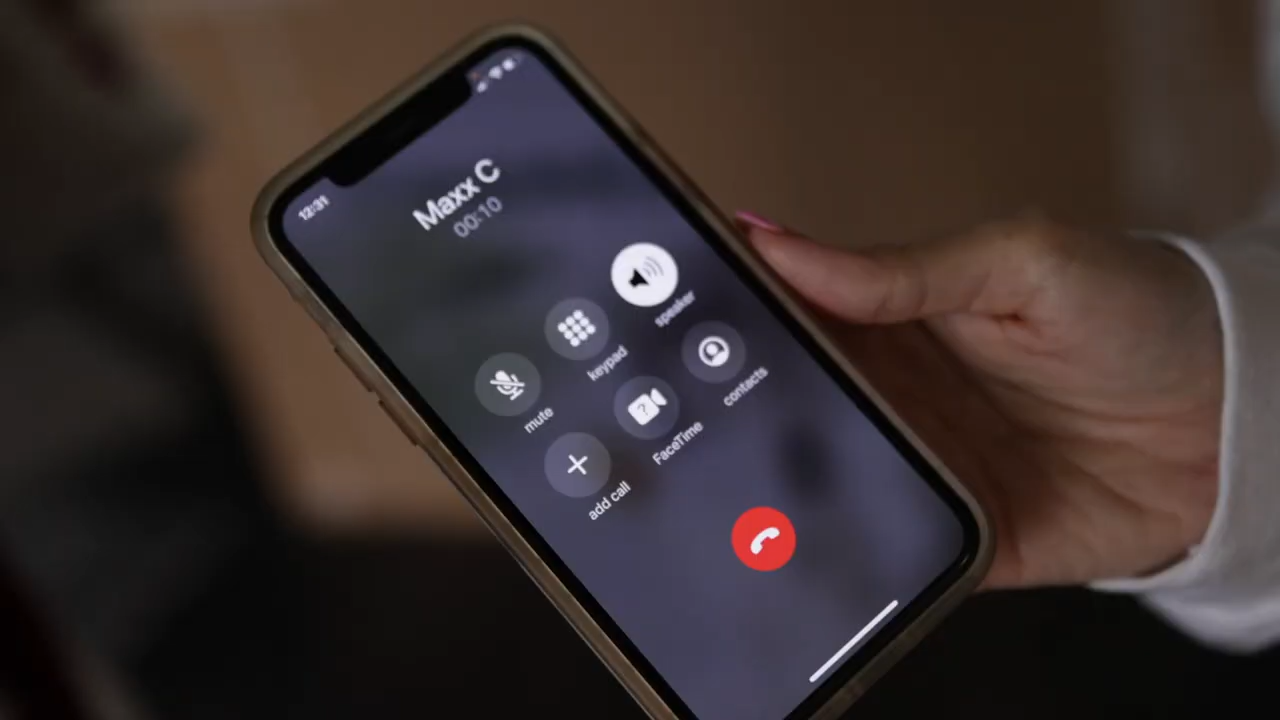 12:31
Maxx C
00:10
mute
keypad
speaker
add call
FaceTime
contacts